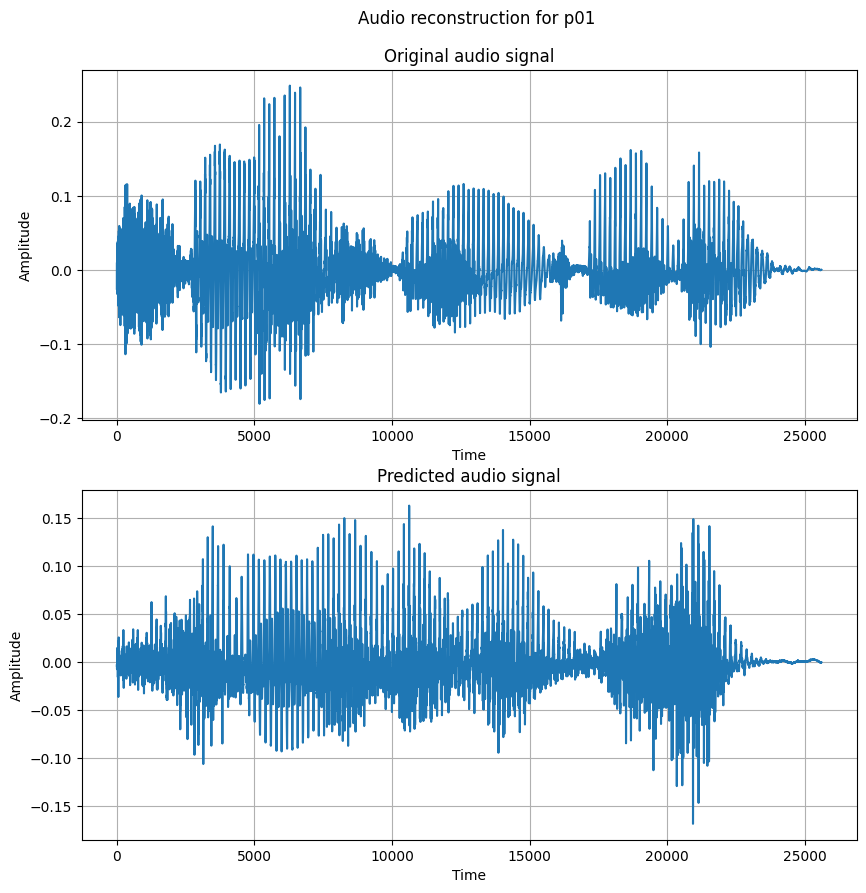 Audio reconstruction for p01
Original audio signal
0.2
0.1
0.0
−0.1
−0.2
Amplitude
0 5000 10000 15000 20000 25000
Time
Predicted audio signal
0.15
0.10
0.05
0.00
−0.05
−0.10
−0.15
Amplitude
0 5000 10000 15000 20000 25000
Time